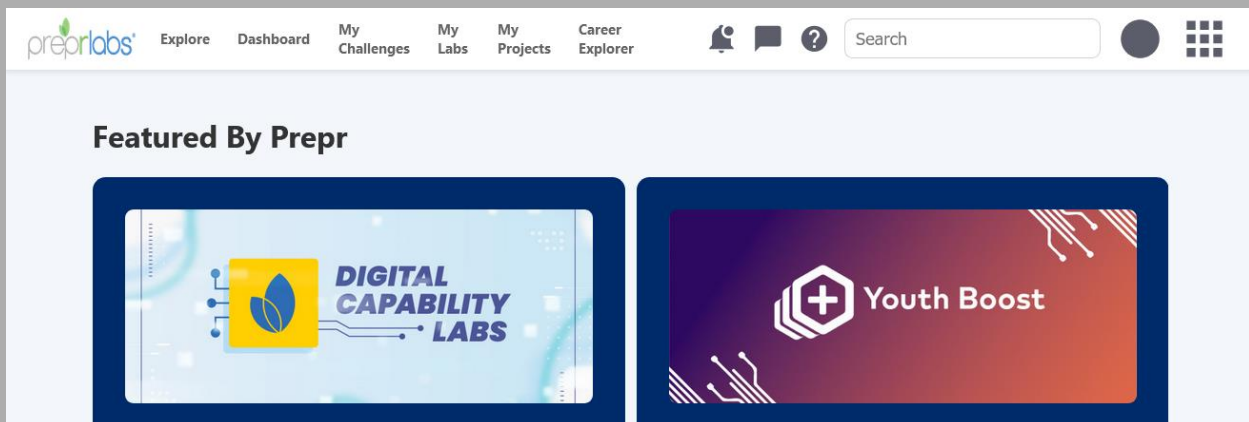 preprlabs
Explore
Dashboard
My
Challenges
My
Labs
My
Projects
Career
Explorer
?
Search
Featured By Prepr
DIGITAL
CAPABILITY
LABS
Youth Boost